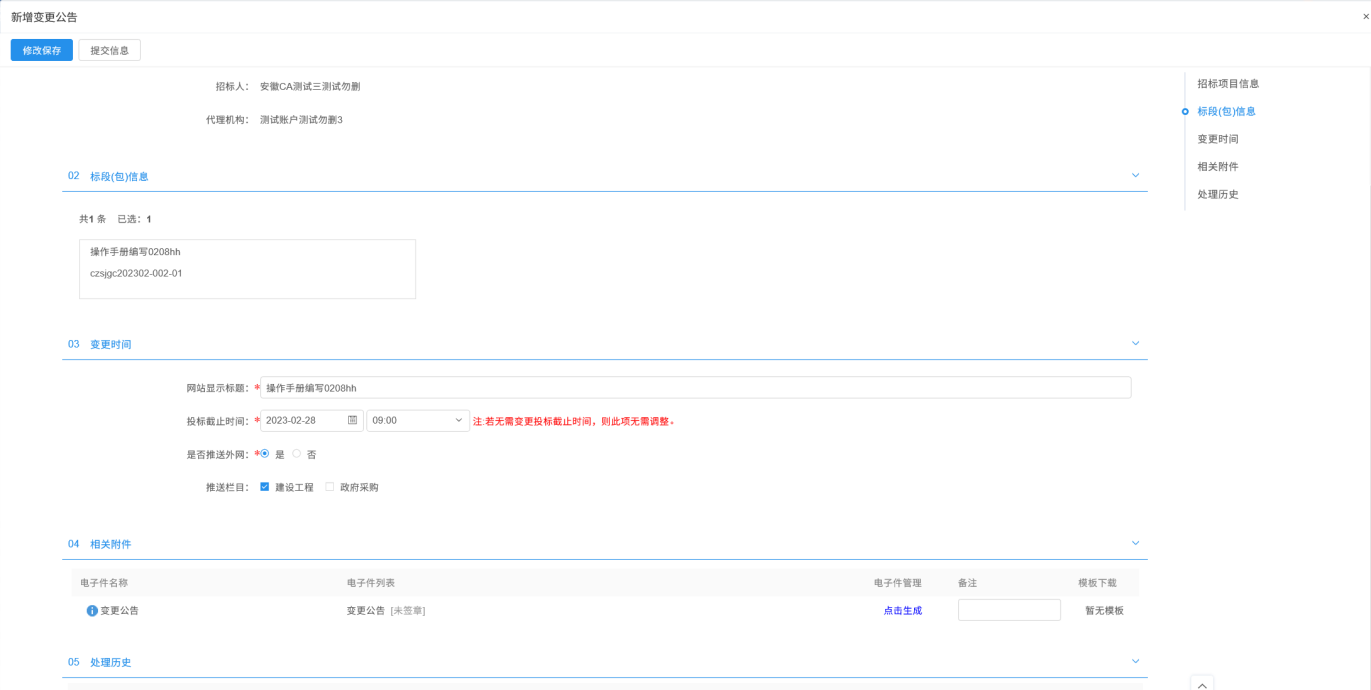 新增变更公告
×
修改保存 提交信息
招标人： 安徽CA测试三测试勿删
代理机构： 测试账户测试勿删3
招标项目信息
标段(包)信息
变更时间
相关附件
处理历史
02 标段(包)信息
共1 条 已选：1
操作手册编写0208hh
czsjgc202302-002-01
03 变更时间
网站显示标题：*操作手册编写0208hh
投标截止时间：*2023-02-28 09:00 注:若无需变更投标截止时间，则此项无需调整。
是否推送外网：* 是 否
推送栏目： 建设工程 政府采购
04 相关附件
电子件名称 电子件列表 电子件管理 备注 模板下载
变更公告 变更公告 [未签章] 点击生成 暂无模板
05 处理历史